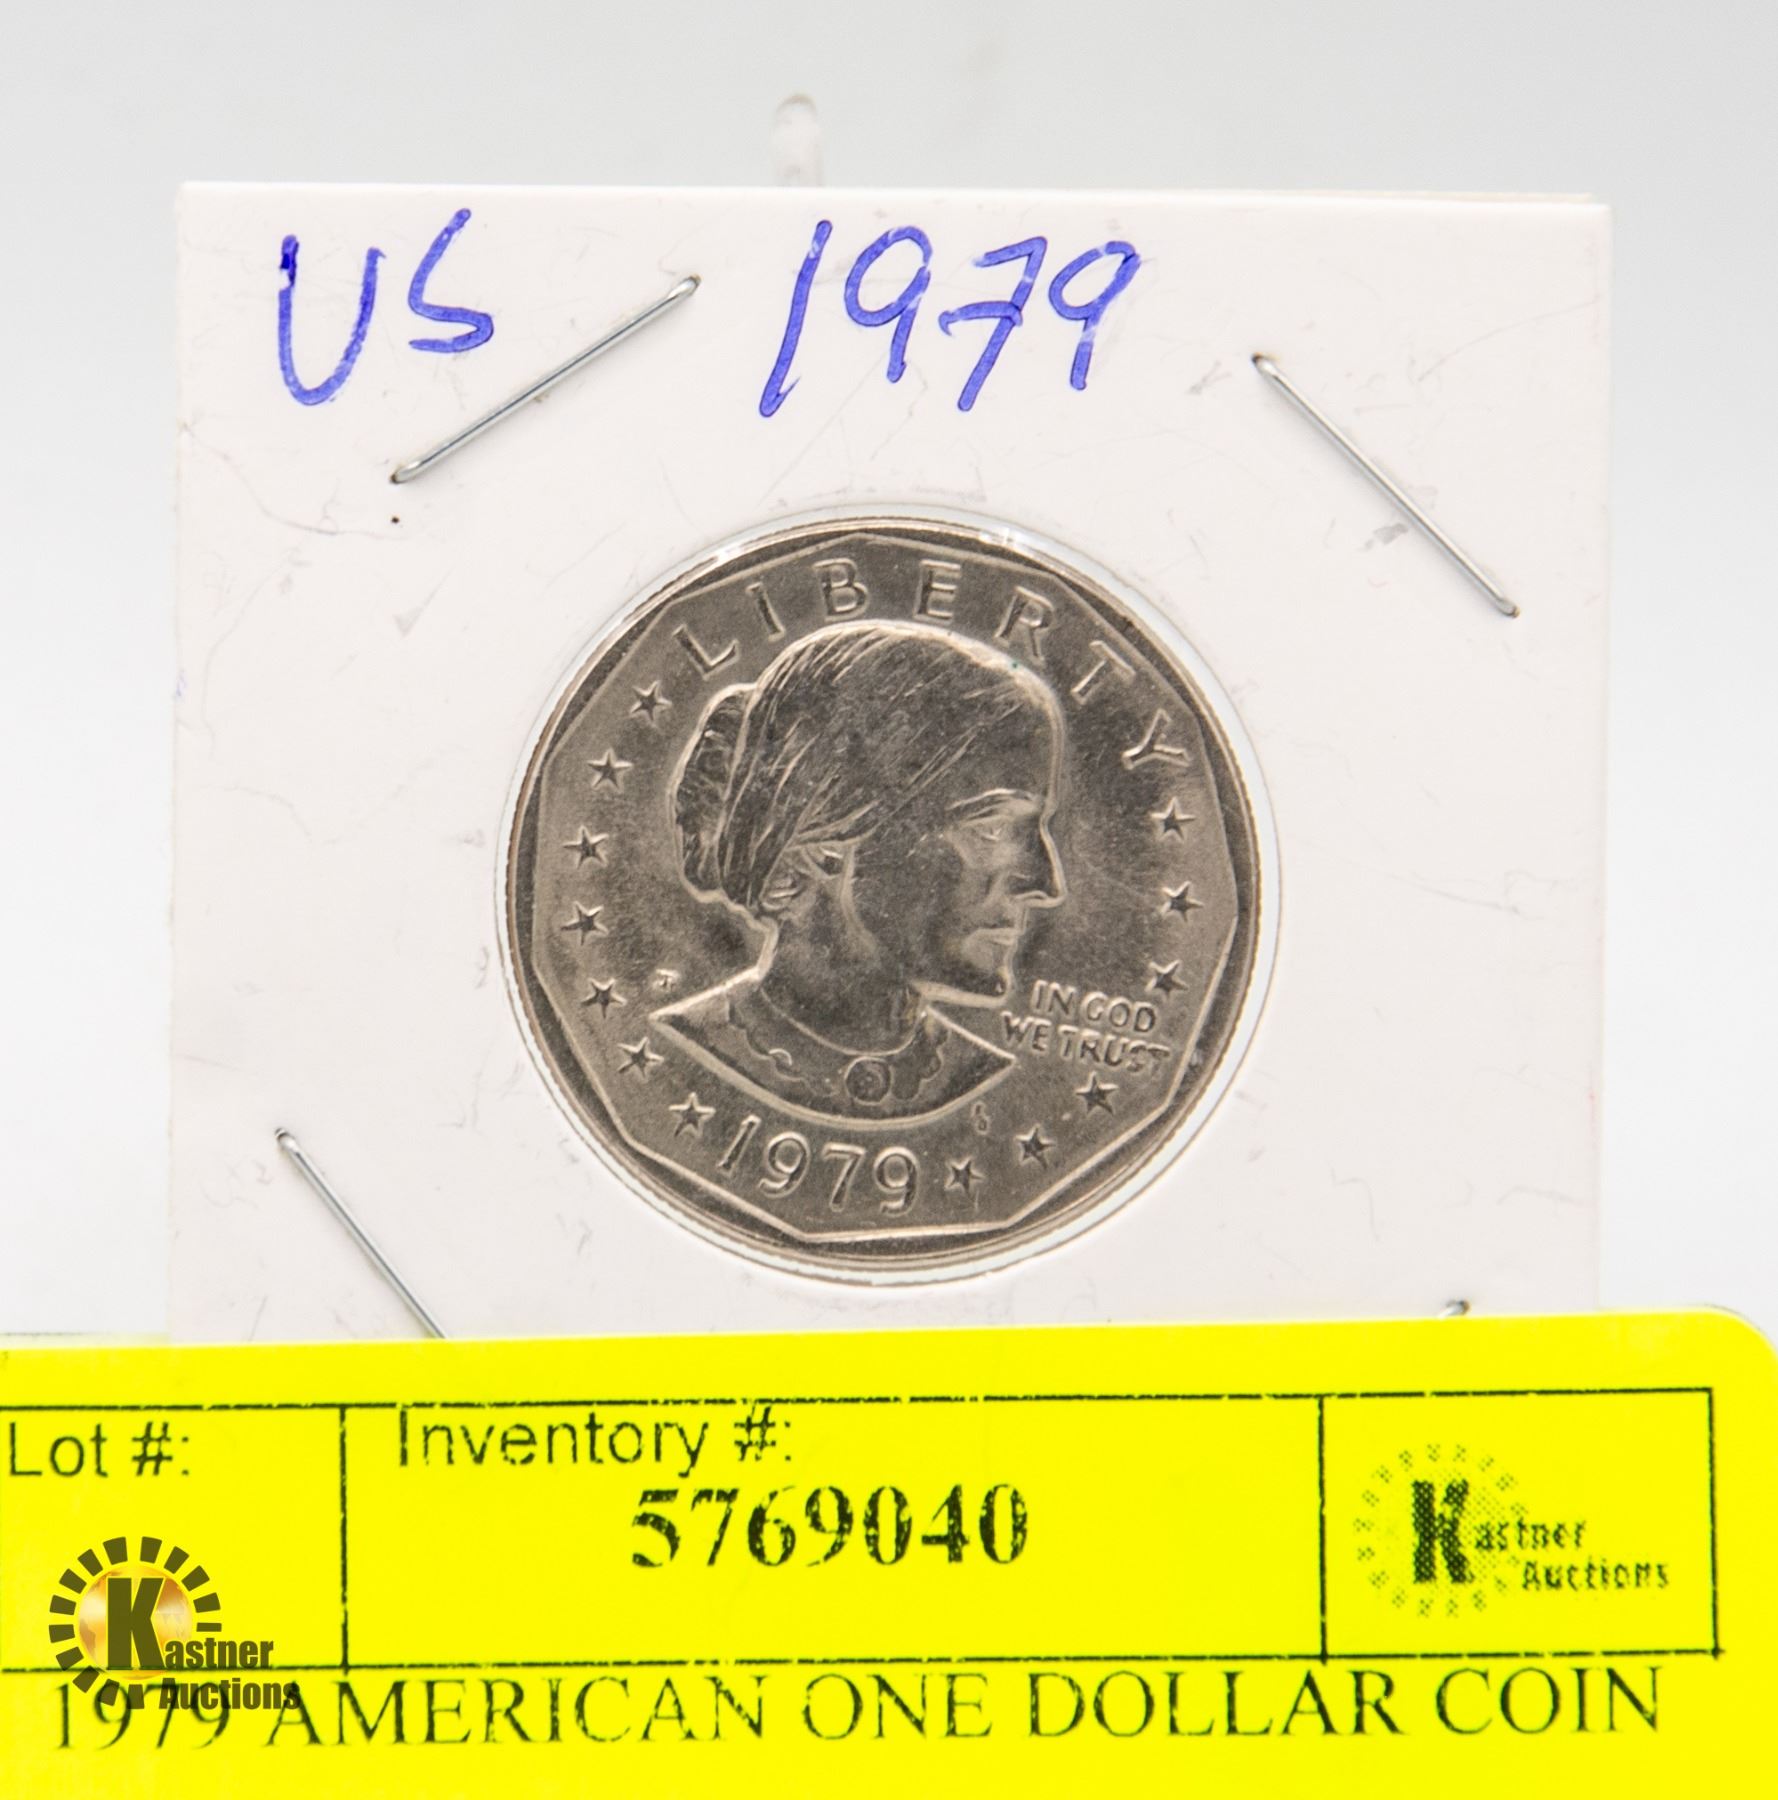 US 1979
LIBERTY
P
IN GOD
WE TRUST
1979
Lot #:
Inventory #:
5769040
Kastner
Auctions
Kastner
Auctions
1979 AMERICAN ONE DOLLAR COIN